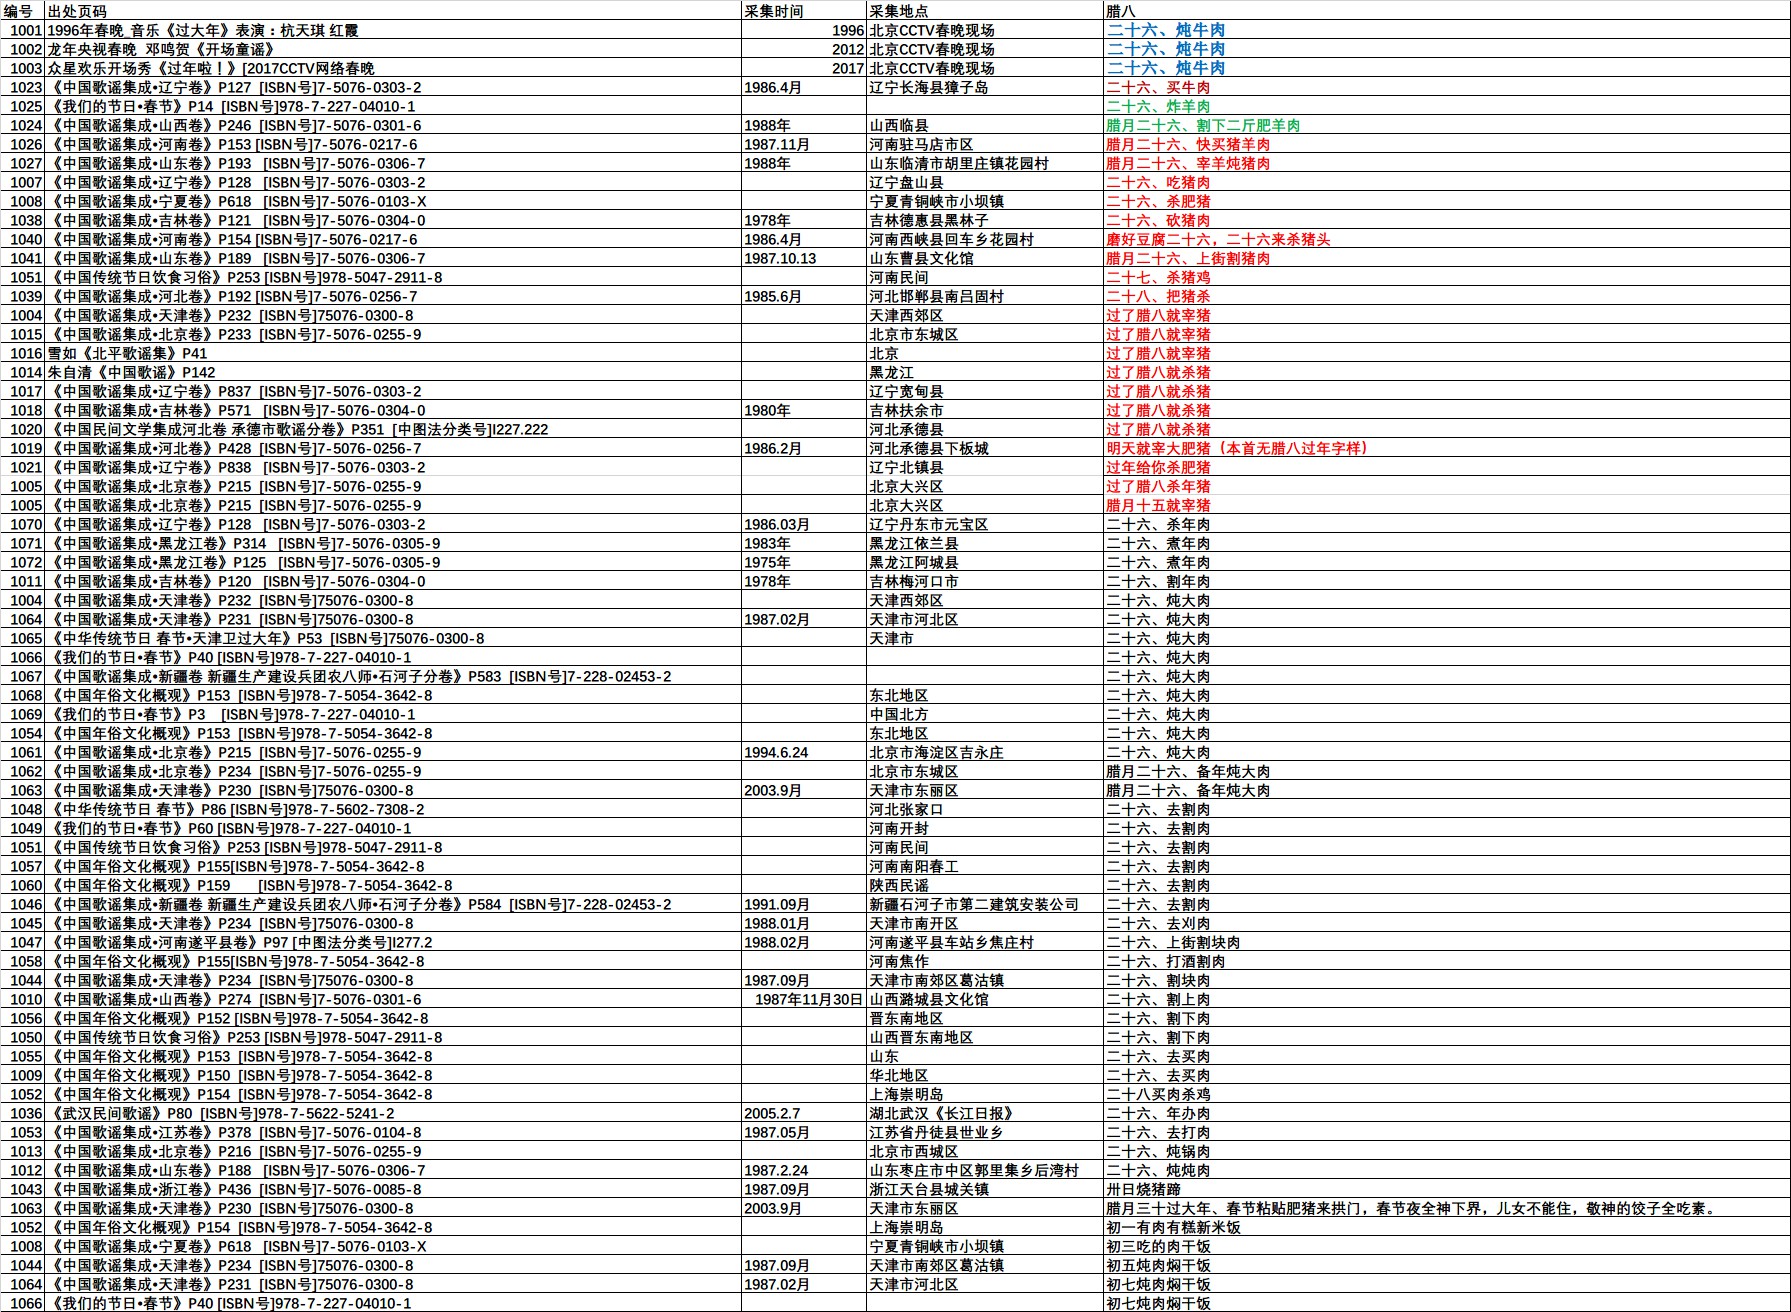 编号 出处页码 采集时间 采集地点 腊八
1001 1996年春晚_音乐《过大年》表演：杭天琪 红霞 1996 北京CCTV春晚现场 二十六、炖牛肉
1002 龙年央视春晚 邓鸣贺《开场童谣》 2012 北京CCTV春晚现场 二十六、炖牛肉
1003 众星欢乐开场秀《过年啦！》[2017CCTV网络春晚 2017 北京CCTV春晚现场 二十六、炖牛肉
1023 《中国歌谣集成•辽宁卷》P127 [ISBN号]7-5076-0303-2 1986.4月 辽宁长海县獐子岛 二十六、买牛肉
1025 《我们的节日•春节》P14 [ISBN号]978-7-227-04010-1 二十六、炸羊肉
1024 《中国歌谣集成•山西卷》P246 [ISBN号]7-5076-0301-6 1988年 山西临县 腊月二十六、割下二斤肥羊肉
1026 《中国歌谣集成•河南卷》P153 [ISBN号]7-5076-0217-6 1987.11月 河南驻马店市区 腊月二十六、快买猪羊肉
1027 《中国歌谣集成•山东卷》P193 [ISBN号]7-5076-0306-7 1988年 山东临清市胡里庄镇花园村 腊月二十六、宰羊炖猪肉
1007 《中国歌谣集成•辽宁卷》P128 [ISBN号]7-5076-0303-2 辽宁盘山县 二十六、吃猪肉
1008 《中国歌谣集成•宁夏卷》P618 [ISBN号]7-5076-0103-X 宁夏青铜峡市小坝镇 二十六、杀肥猪
1038 《中国歌谣集成•吉林卷》P121 [ISBN号]7-5076-0304-0 1978年 吉林德惠县黑林子 二十六、砍猪肉
1040 《中国歌谣集成•河南卷》P154 [ISBN号]7-5076-0217-6 1986.4月 河南西峡县回车乡花园村 磨好豆腐二十六，二十六来杀猪头
1041 《中国歌谣集成•山东卷》P189 [ISBN号]7-5076-0306-7 1987.10.13 山东曹县文化馆 腊月二十六、上街割猪肉
1051 《中国传统节日饮食习俗》P253 [ISBN号]978-5047-2911-8 河南民间 二十七、杀猪鸡
1039 《中国歌谣集成•河北卷》P192 [ISBN号]7-5076-0256-7 1985.6月 河北邯郸县南吕固村 二十八、把猪杀
1004 《中国歌谣集成•天津卷》P232 [ISBN号]75076-0300-8 天津西郊区 过了腊八就宰猪
1015 《中国歌谣集成•北京卷》P233 [ISBN号]7-5076-0255-9 北京市东城区 过了腊八就宰猪
1016 雪如《北平歌谣集》P41 北京 过了腊八就宰猪
1014 朱自清《中国歌谣》P142 黑龙江 过了腊八就杀猪
1017 《中国歌谣集成•辽宁卷》P837 [ISBN号]7-5076-0303-2 辽宁宽甸县 过了腊八就杀猪
1018 《中国歌谣集成•吉林卷》P571 [ISBN号]7-5076-0304-0 1980年 吉林扶余市 过了腊八就杀猪
1020 《中国民间文学集成河北卷 承德市歌谣分卷》P351 [中图法分类号]I227.222 河北承德县 过了腊八就杀猪
1019 《中国歌谣集成•河北卷》P428 [ISBN号]7-5076-0256-7 1986.2月 河北承德县下板城 明天就宰大肥猪（本首无腊八过年字样）
1021 《中国歌谣集成•辽宁卷》P838 [ISBN号]7-5076-0303-2 辽宁北镇县 过年给你杀肥猪
1005 《中国歌谣集成•北京卷》P215 [ISBN号]7-5076-0255-9 北京大兴区 过了腊八杀年猪
1005 《中国歌谣集成•北京卷》P215 [ISBN号]7-5076-0255-9 北京大兴区 腊月十五就宰猪
1070 《中国歌谣集成•辽宁卷》P128 [ISBN号]7-5076-0303-2 1986.03月 辽宁丹东市元宝区 二十六、杀年肉
1071 《中国歌谣集成•黑龙江卷》P314 [ISBN号]7-5076-0305-9 1983年 黑龙江依兰县 二十六、煮年肉
1072 《中国歌谣集成•黑龙江卷》P125 [ISBN号]7-5076-0305-9 1975年 黑龙江阿城县 二十六、煮年肉
1011 《中国歌谣集成•吉林卷》P120 [ISBN号]7-5076-0304-0 1978年 吉林梅河口市 二十六、割年肉
1004 《中国歌谣集成•天津卷》P232 [ISBN号]75076-0300-8 天津西郊区 二十六、炖大肉
1064 《中国歌谣集成•天津卷》P231 [ISBN号]75076-0300-8 1987.02月 天津市河北区 二十六、炖大肉
1065 《中华传统节日 春节•天津卫过大年》P53 [ISBN号]75076-0300-8 天津市 二十六、炖大肉
1066 《我们的节日•春节》P40 [ISBN号]978-7-227-04010-1 二十六、炖大肉
1067 《中国歌谣集成•新疆卷 新疆生产建设兵团农八师•石河子分卷》P583 [ISBN号]7-228-02453-2 二十六、炖大肉
1068 《中国年俗文化概观》P153 [ISBN号]978-7-5054-3642-8 东北地区 二十六、炖大肉
1069 《我们的节日•春节》P3 [ISBN号]978-7-227-04010-1 中国北方 二十六、炖大肉
1054 《中国年俗文化概观》P153 [ISBN号]978-7-5054-3642-8 东北地区 二十六、炖大肉
1061 《中国歌谣集成•北京卷》P215 [ISBN号]7-5076-0255-9 1994.6.24 北京市海淀区吉永庄 二十六、炖大肉
1062 《中国歌谣集成•北京卷》P234 [ISBN号]7-5076-0255-9 北京市东城区 腊月二十六、备年炖大肉
1063 《中国歌谣集成•天津卷》P230 [ISBN号]75076-0300-8 2003.9月 天津市东丽区 腊月二十六、备年炖大肉
1048 《中华传统节日 春节》P86 [ISBN号]978-7-5602-7308-2 河北张家口 二十六、去割肉
1049 《我们的节日•春节》P60 [ISBN号]978-7-227-04010-1 河南开封 二十六、去割肉
1051 《中国传统节日饮食习俗》P253 [ISBN号]978-5047-2911-8 河南民间 二十六、去割肉
1057 《中国年俗文化概观》P155[ISBN号]978-7-5054-3642-8 河南南阳春工 二十六、去割肉
1060 《中国年俗文化概观》P159 [ISBN号]978-7-5054-3642-8 陕西民谣 二十六、去割肉
1046 《中国歌谣集成•新疆卷 新疆生产建设兵团农八师•石河子分卷》P584 [ISBN号]7-228-02453-2 1991.09月 新疆石河子市第二建筑安装公司 二十六、去割肉
1045 《中国歌谣集成•天津卷》P234 [ISBN号]75076-0300-8 1988.01月 天津市南开区 二十六、去刈肉
1047 《中国歌谣集成•河南遂平县卷》P97 [中图法分类号]I277.2 1988.02月 河南遂平县车站乡焦庄村 二十六、上街割块肉
1058 《中国年俗文化概观》P155[ISBN号]978-7-5054-3642-8 河南焦作 二十六、打酒割肉
1044 《中国歌谣集成•天津卷》P234 [ISBN号]75076-0300-8 1987.09月 天津市南郊区葛沽镇 二十六、割块肉
1010 《中国歌谣集成•山西卷》P274 [ISBN号]7-5076-0301-6 1987年11月30日 山西潞城县文化馆 二十六、割上肉
1056 《中国年俗文化概观》P152 [ISBN号]978-7-5054-3642-8 晋东南地区 二十六、割下肉
1050 《中国传统节日饮食习俗》P253 [ISBN号]978-5047-2911-8 山西晋东南地区 二十六、割下肉
1055 《中国年俗文化概观》P153 [ISBN号]978-7-5054-3642-8 山东 二十六、去买肉
1009 《中国年俗文化概观》P150 [ISBN号]978-7-5054-3642-8 华北地区 二十六、去买肉
1052 《中国年俗文化概观》P154 [ISBN号]978-7-5054-3642-8 上海崇明岛 二十八买肉杀鸡
1036 《武汉民间歌谣》P80 [ISBN号]978-7-5622-5241-2 2005.2.7 湖北武汉《长江日报》 二十六、年办肉
1053 《中国歌谣集成•江苏卷》P378 [ISBN号]7-5076-0104-8 1987.05月 江苏省丹徒县世业乡 二十六、去打肉
1013 《中国歌谣集成•北京卷》P216 [ISBN号]7-5076-0255-9 北京市西城区 二十六、炖锅肉
1012 《中国歌谣集成•山东卷》P188 [ISBN号]7-5076-0306-7 1987.2.24 山东枣庄市中区郭里集乡后湾村 二十六、炖炖肉
1043 《中国歌谣集成•浙江卷》P436 [ISBN号]7-5076-0085-8 1987.09月 浙江天台县城关镇 卅日烧猪蹄
1063 《中国歌谣集成•天津卷》P230 [ISBN号]75076-0300-8 2003.9月 天津市东丽区 腊月三十过大年、春节粘贴肥猪来拱门，春节夜全神下界，儿女不能住，敬神的饺子全吃素。
1052 《中国年俗文化概观》P154 [ISBN号]978-7-5054-3642-8 上海崇明岛 初一有肉有糕新米饭
1008 《中国歌谣集成•宁夏卷》P618 [ISBN号]7-5076-0103-X 宁夏青铜峡市小坝镇 初三吃的肉干饭
1044 《中国歌谣集成•天津卷》P234 [ISBN号]75076-0300-8 1987.09月 天津市南郊区葛沽镇 初五炖肉焖干饭
1064 《中国歌谣集成•天津卷》P231 [ISBN号]75076-0300-8 1987.02月 天津市河北区 初七炖肉焖干饭
1066 《我们的节日•春节》P40 [ISBN号]978-7-227-04010-1 初七炖肉焖干饭